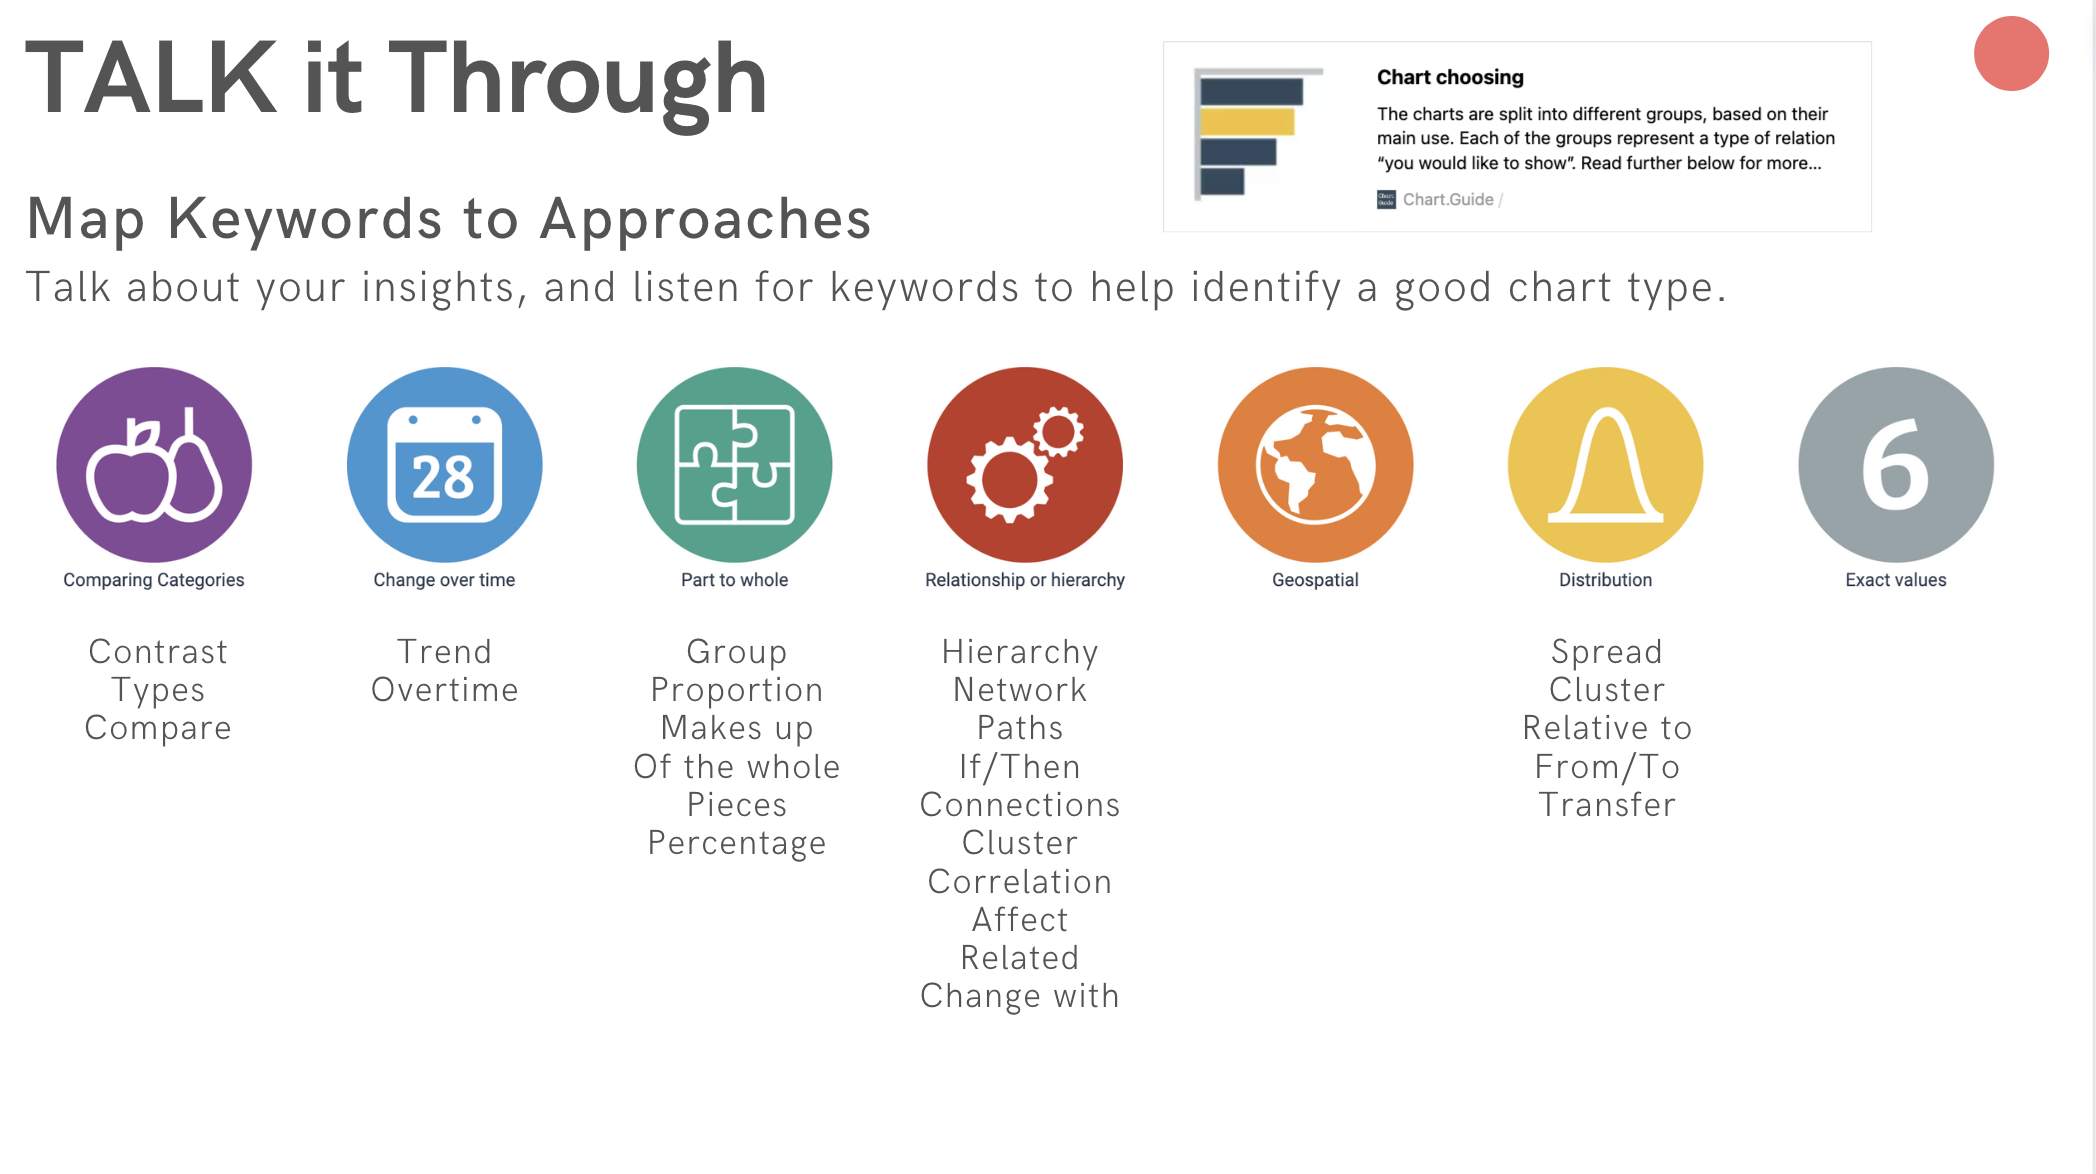 TALK it Through
Chart choosing
The charts are split into different groups, based on their
main use. Each of the groups represent a type of relation
“you would like to show”. Read further below for more...
Chart Guide
Chart.Guide /
Map Keywords to Approaches
Talk about your insights, and listen for keywords to help identify a good chart type.
28
6
Comparing Categories
Change over time
Part to whole
Relationship or hierarchy
Geospatial
Distribution
Exact values
Contrast
Types
Compare
Trend
Overtime
Group
Proportion
Makes up
Of the whole
Pieces
Percentage
Hierarchy
Network
Paths
If/Then
Connections
Cluster
Correlation
Affect
Related
Change with
Spread
Cluster
Relative to
From/To
Transfer